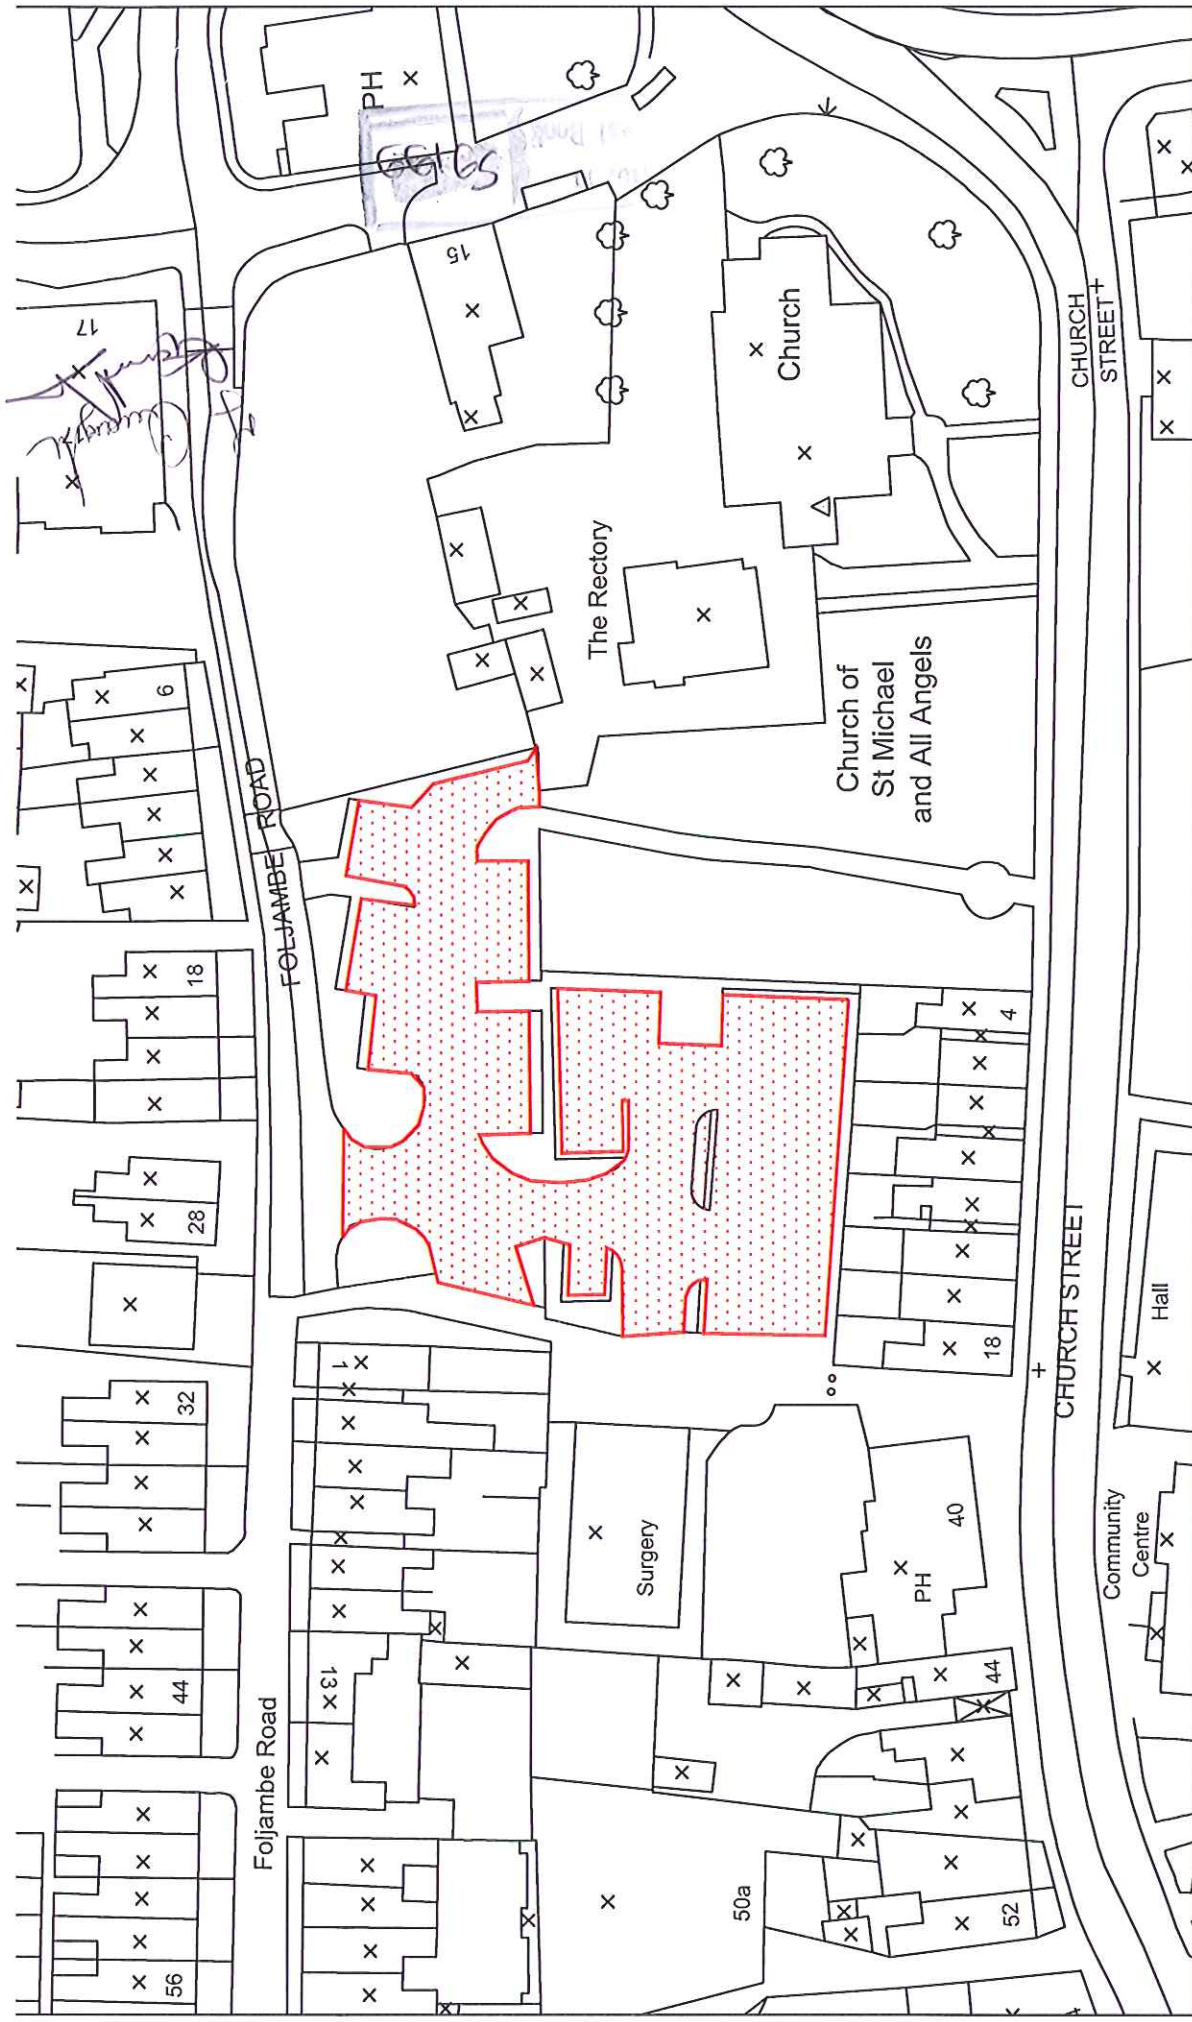 PH
59199
15
17
Church
CHURCH
STREET
The Rectory
Church of
St Michael
and All Angels
6
FOLJAMBE ROAD
18
28
4
18
CHURCH STREET
Hall
1
32
Surgery
40
PH
Community
Centre
13
44
44
Foljambe Road
50a
52
56